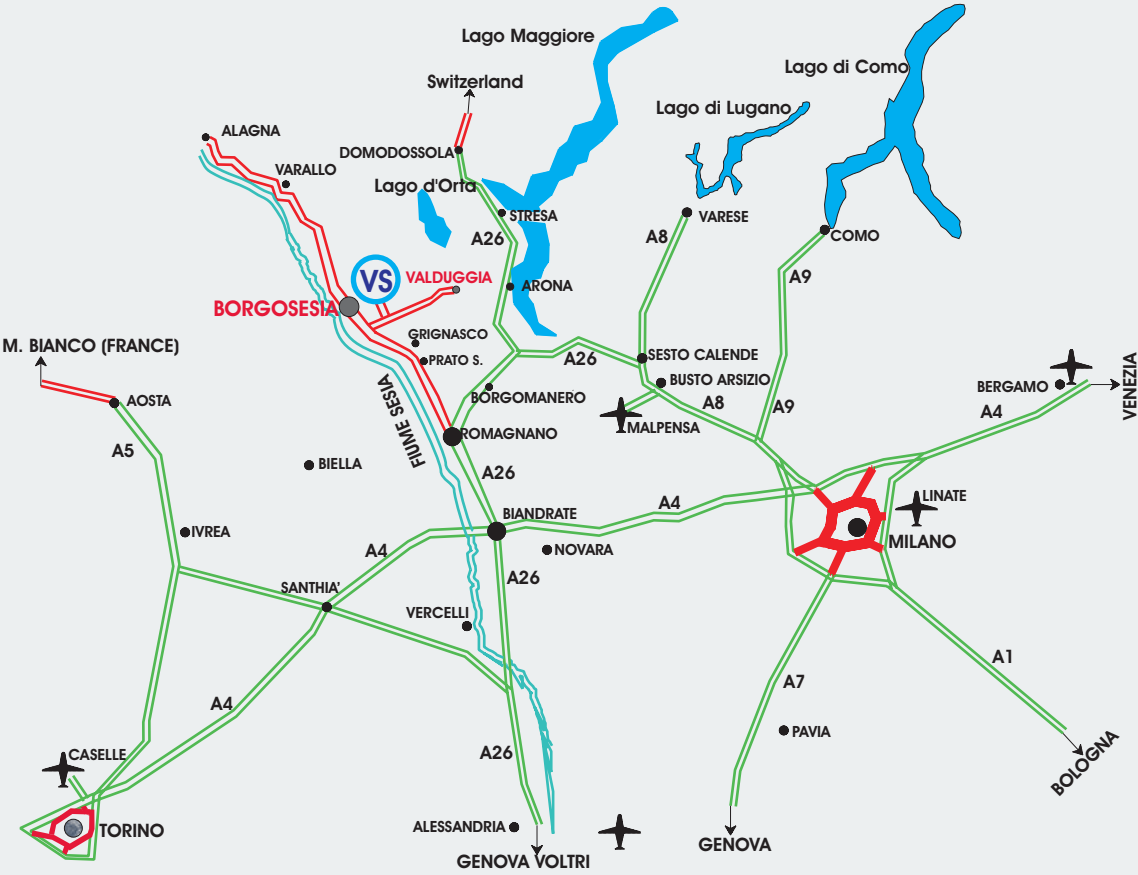 Lago Maggiore
Lago di Como
Switzerland
Lago di Lugano
ALAGNA
DOMODOSSOLA
VARALLO
Lago d'Orta
STRESA
VARESE
A26
A8
COMO
A9
VS
VALDUGGIA
ARONA
BORGOSESIA
GRIGNASCO
M. BIANCO (FRANCE)
PRATO S.
A26
SESTO CALENDE
BUSTO ARSIZIO
BERGAMO
VENEZIA
AOSTA
BORGOMANERO
A8
A9
A4
FIUME SESIA
MALPENSA
ROMAGNANO
A5
BIELLA
A26
LINATE
A4
BIANDRATE
IVREA
A4
NOVARA
MILANO
SANTHIA'
A26
VERCELLI
A1
A7
A4
PAVIA
CASELLE
A26
BOLOGNA
TORINO
ALESSANDRIA
GENOVA
GENOVA VOLTRI